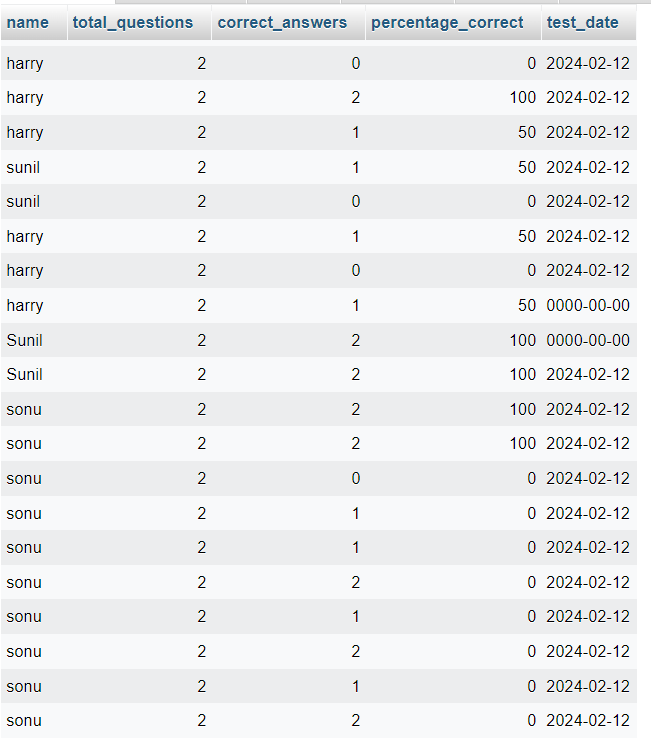 name total_questions correct_answers percentage_correct test_date
harry 2 0 0 2024-02-12
harry 2 2 100 2024-02-12
harry 2 1 50 2024-02-12
sunil 2 1 50 2024-02-12
sunil 2 0 0 2024-02-12
harry 2 1 50 2024-02-12
harry 2 0 0 2024-02-12
harry 2 1 50 0000-00-00
Sunil 2 2 100 0000-00-00
Sunil 2 2 100 2024-02-12
sonu 2 2 100 2024-02-12
sonu 2 2 100 2024-02-12
sonu 2 0 0 2024-02-12
sonu 2 1 0 2024-02-12
sonu 2 1 0 2024-02-12
sonu 2 2 0 2024-02-12
sonu 2 1 0 2024-02-12
sonu 2 2 0 2024-02-12
sonu 2 1 0 2024-02-12
sonu 2 2 0 2024-02-12